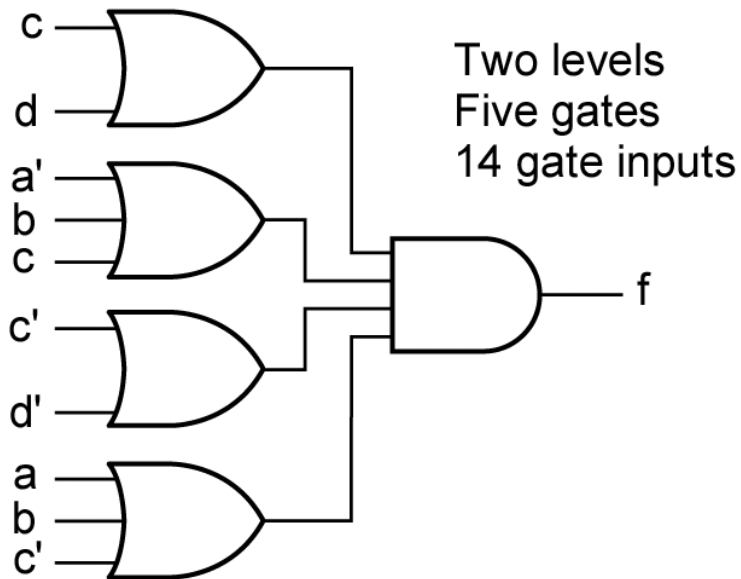 c
d
a'
b
c
c'
d'
a
b
c'
Two levels
Five gates
14 gate inputs
f